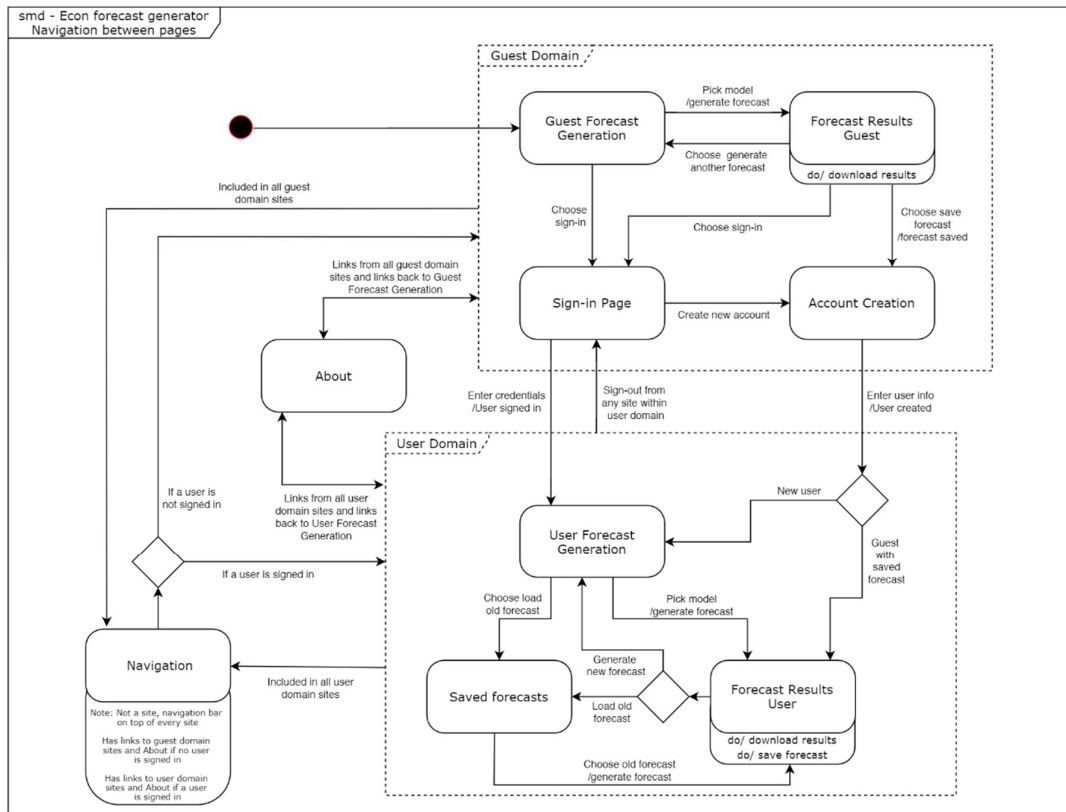 smd - Econ forecast generator
Navigation between pages
Guest Domain
Pick model
/generate forecast
Guest Forecast
Generation
Forecast Results
Guest
Choose generate
another forecast
do/ download results
Included in all guest
domain sites
Choose
sign-in
Choose sign-in
Choose save
forecast
/forecast saved
Links from all guest domain
sites and links back to Guest
Forecast Generation
Sign-in Page
Create new account
Account Creation
About
Enter credentials
/User signed in
Sign-out from
any site within
user domain
Enter user info
/User created
User Domain
If a user is
not signed in
Links from all user
domain sites and links
back to User Forecast
Generation
New user
User Forecast
Generation
Guest
with
saved
forecast
If a user is signed in
Choose load
old forecast
Pick model
/generate forecast
Navigation
Included in all user
domain sites
Generate
new forecast
Saved forecasts
Load old
forecast
Forecast Results
User
Note: Not a site, navigation bar
on top of every site
Has links to guest domain
sites and About if no user
is signed in
Has links to user domain
sites and About if a user
is signed in
do/ download results
do/ save forecast
Choose old forecast
/generate forecast